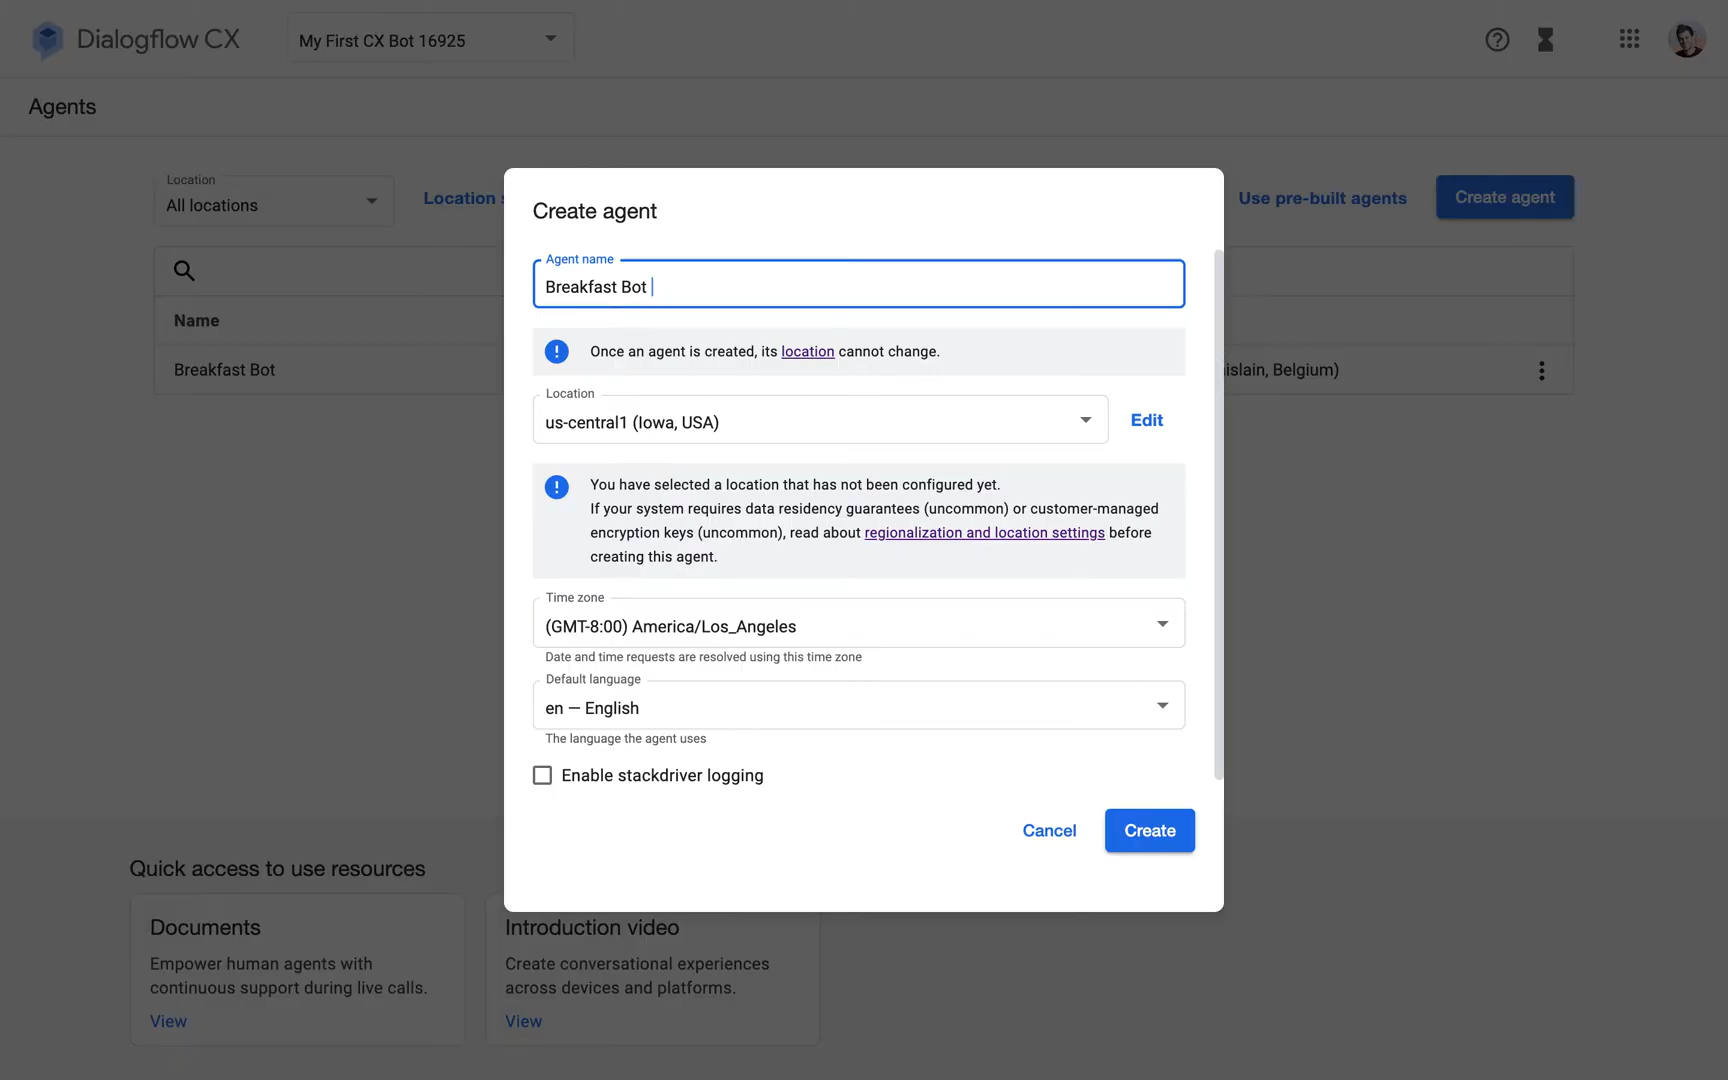 Dialogflow CX
My First CX Bot 16925
Agents
Location
All locations
Location
Use pre-built agents
Create agent
Name
Breakfast Bot
Belgium)
Create agent
Agent name
Breakfast Bot
Once an agent is created, its location cannot change.
Location
us-central1 (Iowa, USA)
Edit
You have selected a location that has not been configured yet.
If your system requires data residency guarantees (uncommon) or customer-managed
encryption keys (uncommon), read about regionalization and location settings before
creating this agent.
Time zone
(GMT-8:00) America/Los_Angeles
Date and time requests are resolved using this time zone
Default language
en — English
The language the agent uses
Enable stackdriver logging
Cancel
Create
Quick access to use resources
Documents
Empower human agents with
continuous support during live calls.
View
Introduction video
Create conversational experiences
across devices and platforms.
View